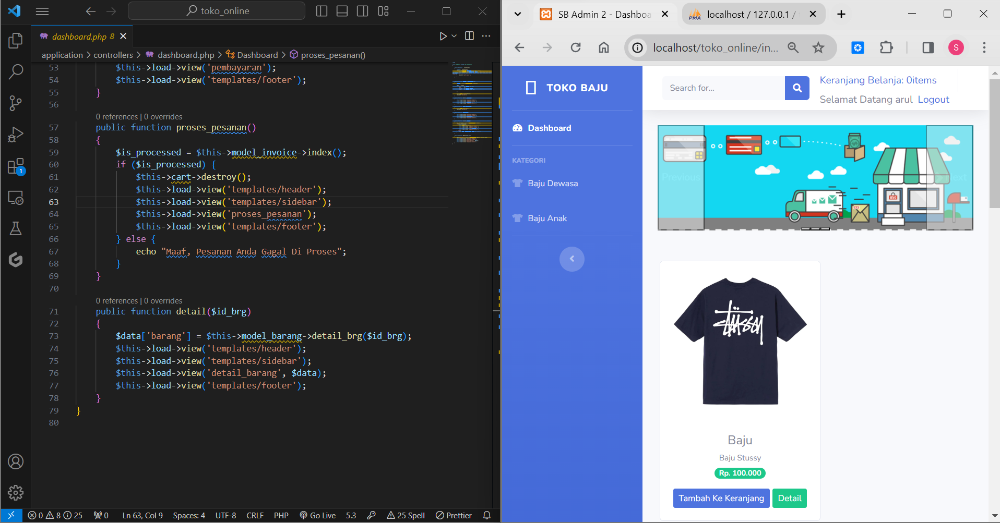 toko_online
dashboard.php 8
application > controllers > dashboard.php > Dashboard > proses_pesanan()
53 $this->load->view('pembayaran');
54 $this->load->view('templates/footer');
55 }
56
0 references | 0 overrides
57 public function proses_pesanan()
58 {
59 $is_processed = $this->model_invoice->index();
60 if ($is_processed) {
61 $this->cart->destroy();
62 $this->load->view('templates/header');
63 $this->load->view('templates/sidebar');
64 $this->load->view('proses_pesanan');
65 $this->load->view('templates/footer');
66 } else {
67 echo "Maaf, Pesanan Anda Gagal Di Proses";
68 }
69 }
70
0 references | 0 overrides
71 public function detail($id_brg)
72 {
73 $data['barang'] = $this->model_barang->detail_brg($id_brg);
74 $this->load->view('templates/header');
75 $this->load->view('templates/sidebar');
76 $this->load->view('detail_barang', $data);
77 $this->load->view('templates/footer');
78 }
79 }
80
1
0 8 25 0 Ln 63, Col 9 Spaces: 4 UTF-8 CRLF PHP Go Live 5.3 25 Spell Prettier
SB Admin 2 - Dashboa
PMA localhost / 127.0.0.1 /
localhost/toko_online/in...
S
TOKO BAJU
Dashboard
KATEGORI
Baju Dewasa
Baju Anak
Search for...
Keranjang Belanja: 0items
Selamat Datang arul Logout
Previous
Next
STÜSSY
Baju
Baju Stussy
Rp. 100.000
Tambah Ke Keranjang
Detail